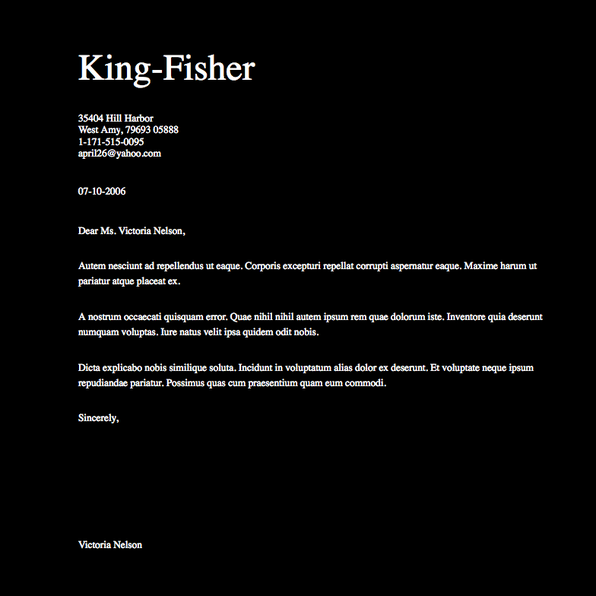 King-Fisher
35404 Hill Harbor
West Amy, 79693 05888
1-171-515-0095
april26@yahoo.com
07-10-2006
Dear Ms. Victoria Nelson,
Autem nesciunt ad repellendus ut eaque. Corporis excepturi repellat corrupti aspernatur eaque. Maxime harum ut
pariatur atque placeat ex.
A nostrum occaecati quisquam error. Quae nihil nihil autem ipsum rem quae dolorum iste. Inventore quia deserunt
numquam voluptas. Iure natus velit ipsa quidem odit nobis.
Dicta explicabo nobis similique soluta. Incidunt in voluptatum alias dolor ex deserunt. Et voluptate neque ipsum
repudiandae pariatur. Possimus quas cum praesentium quam eum commodi.
Sincerely,
Victoria Nelson